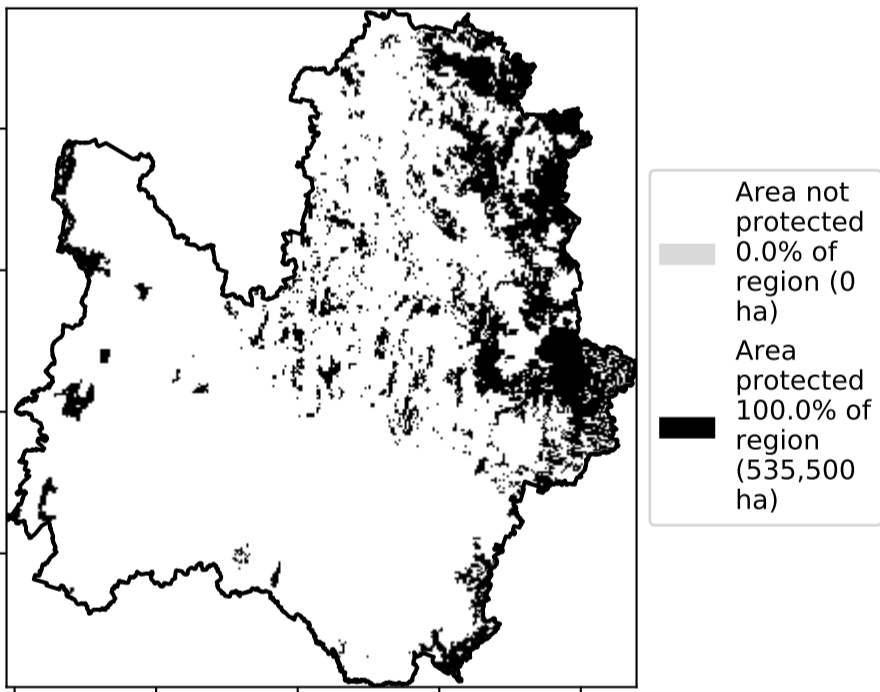 Area not
protected
0.0% of
region (0
ha)
Area
protected
100.0% of
region
(535,500
ha)